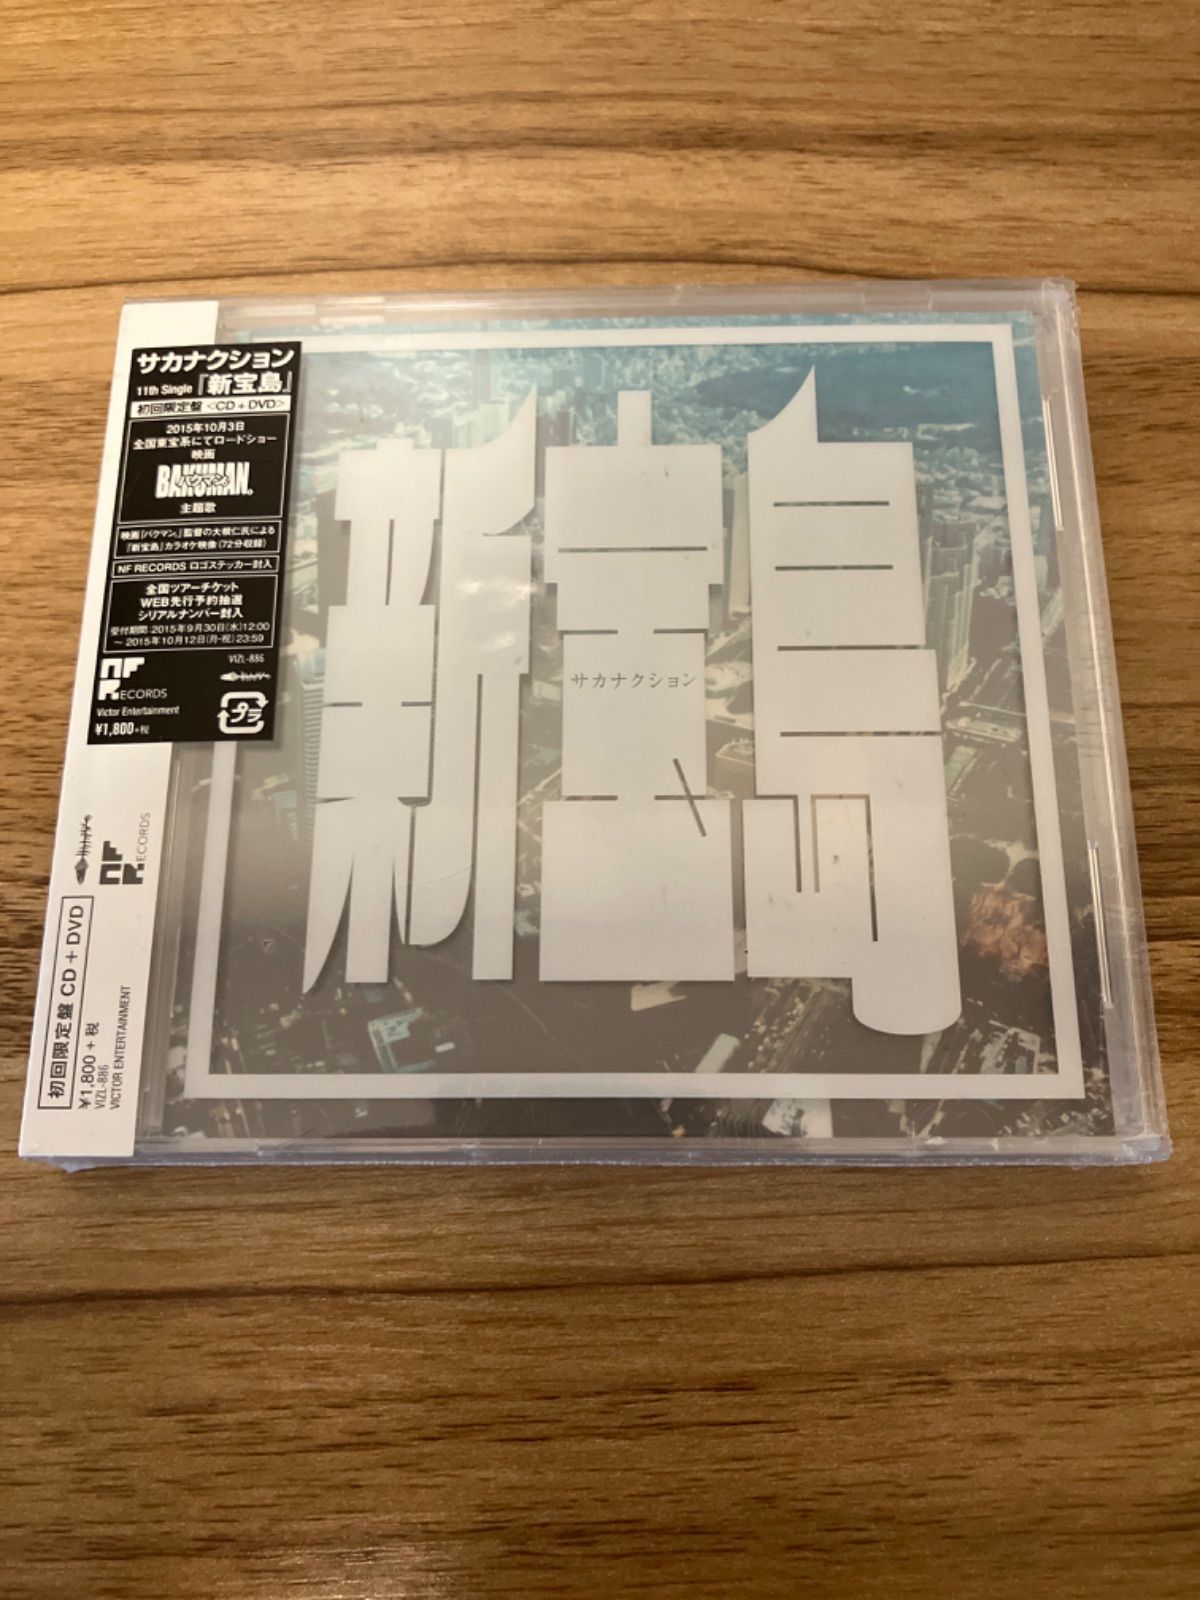 サカナクション
11th Single『新宝島』
初回限定盤<CD+DVD>
2015年10月3日
全国東宝系にてロードショー
映画
BAKUMAN。
バクマン。
主題歌
映画『バクマン。』監督の大根仁氏による
『新宝島』カラオケ映像(72分収録)
NF RECORDS ロゴステッカー封入
全国ツアーチケット
WEB先行予約抽選
シリアルナンバー封入
受付期間:2015年9月30日(水)12:00
～2015年10月12日(月・祝)23:59
NF
RECORDS
VIZL-886
Victor Entertainment
¥1,800+税
プラ
新宝島
サカナクション
NF
RECORDS
初回限定盤 CD + DVD
¥1,800 + 税
VIZL-886
VICTOR ENTERTAINMENT